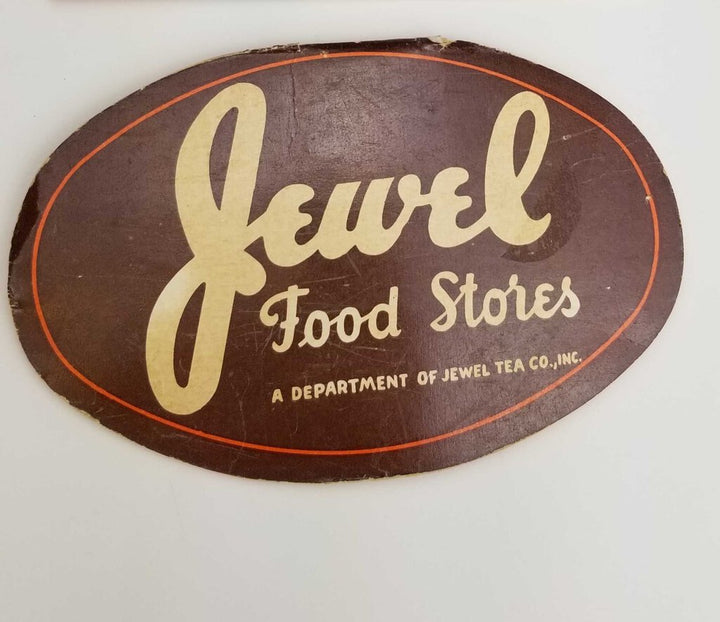 Jewel
Food Stores
A DEPARTMENT OF JEWEL TEA CO., INC.